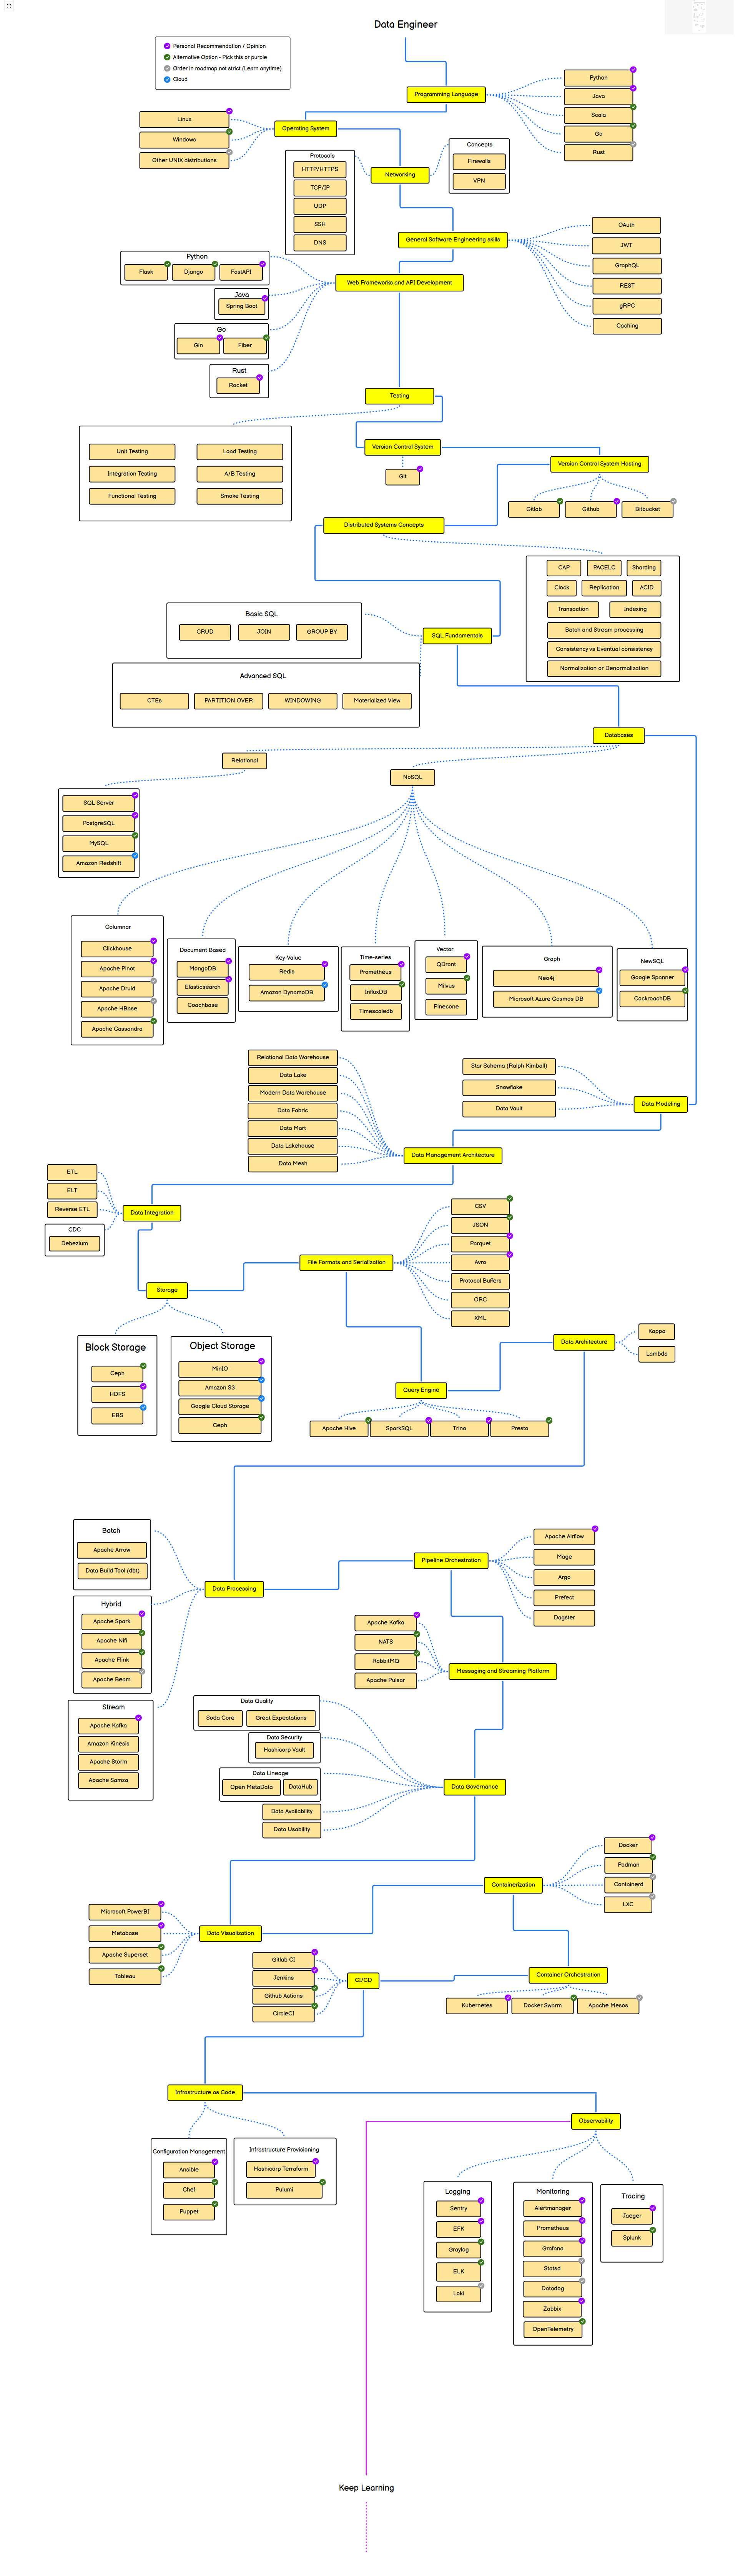 Data Engineer
Personal Recommendation / Opinion
Alternative Option - Pick this or purple
Order in roadmap not strict (Learn anytime)
Cloud
Programming Language
Python
Java
Scala
Go
Rust
Operating System
Linux
Windows
Other UNIX distributions
Networking
Protocols
HTTP/HTTPS
TCP/IP
UDP
SSH
DNS
Concepts
Firewalls
VPN
General Software Engineering skills
OAuth
JWT
GraphQL
REST
gRPC
Caching
Web Frameworks and API Development
Python
Flask
Django
FastAPI
Java
Spring Boot
Go
Gin
Fiber
Rust
Rocket
Testing
Unit Testing
Load Testing
Integration Testing
A/B Testing
Functional Testing
Smoke Testing
Version Control System
Git
Version Control System Hosting
Gitlab
Github
Bitbucket
Distributed Systems Concepts
CAP
PACELC
Sharding
Clock
Replication
ACID
Transaction
Indexing
Batch and Stream processing
Consistency vs Eventual consistency
Normalization or Denormalization
SQL Fundamentals
Basic SQL
CRUD
JOIN
GROUP BY
Advanced SQL
CTEs
PARTITION OVER
WINDOWING
Materialized View
Databases
Relational
SQL Server
PostgreSQL
MySQL
Amazon Redshift
NoSQL
Columnar
Clickhouse
Apache Pinot
Apache Druid
Apache HBase
Apache Cassandra
Document Based
MongoDB
Elasticsearch
Coachbase
Key-Value
Redis
Amazon DynamoDB
Time-series
Prometheus
InfluxDB
Timescaledb
Vector
QDrant
Milvus
Pinecone
Graph
Neo4j
Microsoft Azure Cosmos DB
NewSQL
Google Spanner
CockroachDB
Data Modeling
Star Schema (Ralph Kimball)
Snowflake
Data Vault
Data Management Architecture
Relational Data Warehouse
Data Lake
Modern Data Warehouse
Data Fabric
Data Mart
Data Lakehouse
Data Mesh
Data Integration
ETL
ELT
Reverse ETL
CDC
Debezium
Storage
Block Storage
Ceph
HDFS
EBS
Object Storage
MinIO
Amazon S3
Google Cloud Storage
Ceph
File Formats and Serialization
CSV
JSON
Parquet
Avro
Protocol Buffers
ORC
XML
Query Engine
Apache Hive
SparkSQL
Trino
Presto
Data Architecture
Kappa
Lambda
Data Processing
Batch
Apache Arrow
Data Build Tool (dbt)
Hybrid
Apache Spark
Apache Nifi
Apache Flink
Apache Beam
Stream
Apache Kafka
Amazon Kinesis
Apache Storm
Apache Samza
Pipeline Orchestration
Apache Airflow
Mage
Argo
Prefect
Dagster
Messaging and Streaming Platform
Apache Kafka
NATS
RabbitMQ
Apache Pulsar
Data Governance
Data Quality
Soda Core
Great Expectations
Data Security
Hashicorp Vault
Data Lineage
Open MetaData
DataHub
Data Availability
Data Usability
Data Visualization
Microsoft PowerBI
Metabase
Apache Superset
Tableau
Containerization
Docker
Podman
Containerd
LXC
Container Orchestration
Kubernetes
Docker Swarm
Apache Mesos
CI/CD
Gitlab CI
Jenkins
Github Actions
CircleCI
Infrastructure as Code
Configuration Management
Ansible
Chef
Puppet
Infrastructure Provisioning
Hashicorp Terraform
Pulumi
Observability
Logging
Sentry
EFK
Graylog
ELK
Loki
Monitoring
Alertmanager
Prometheus
Grafana
Statsd
Datadog
Zabbix
OpenTelemetry
Tracing
Jaeger
Splunk
Keep Learning